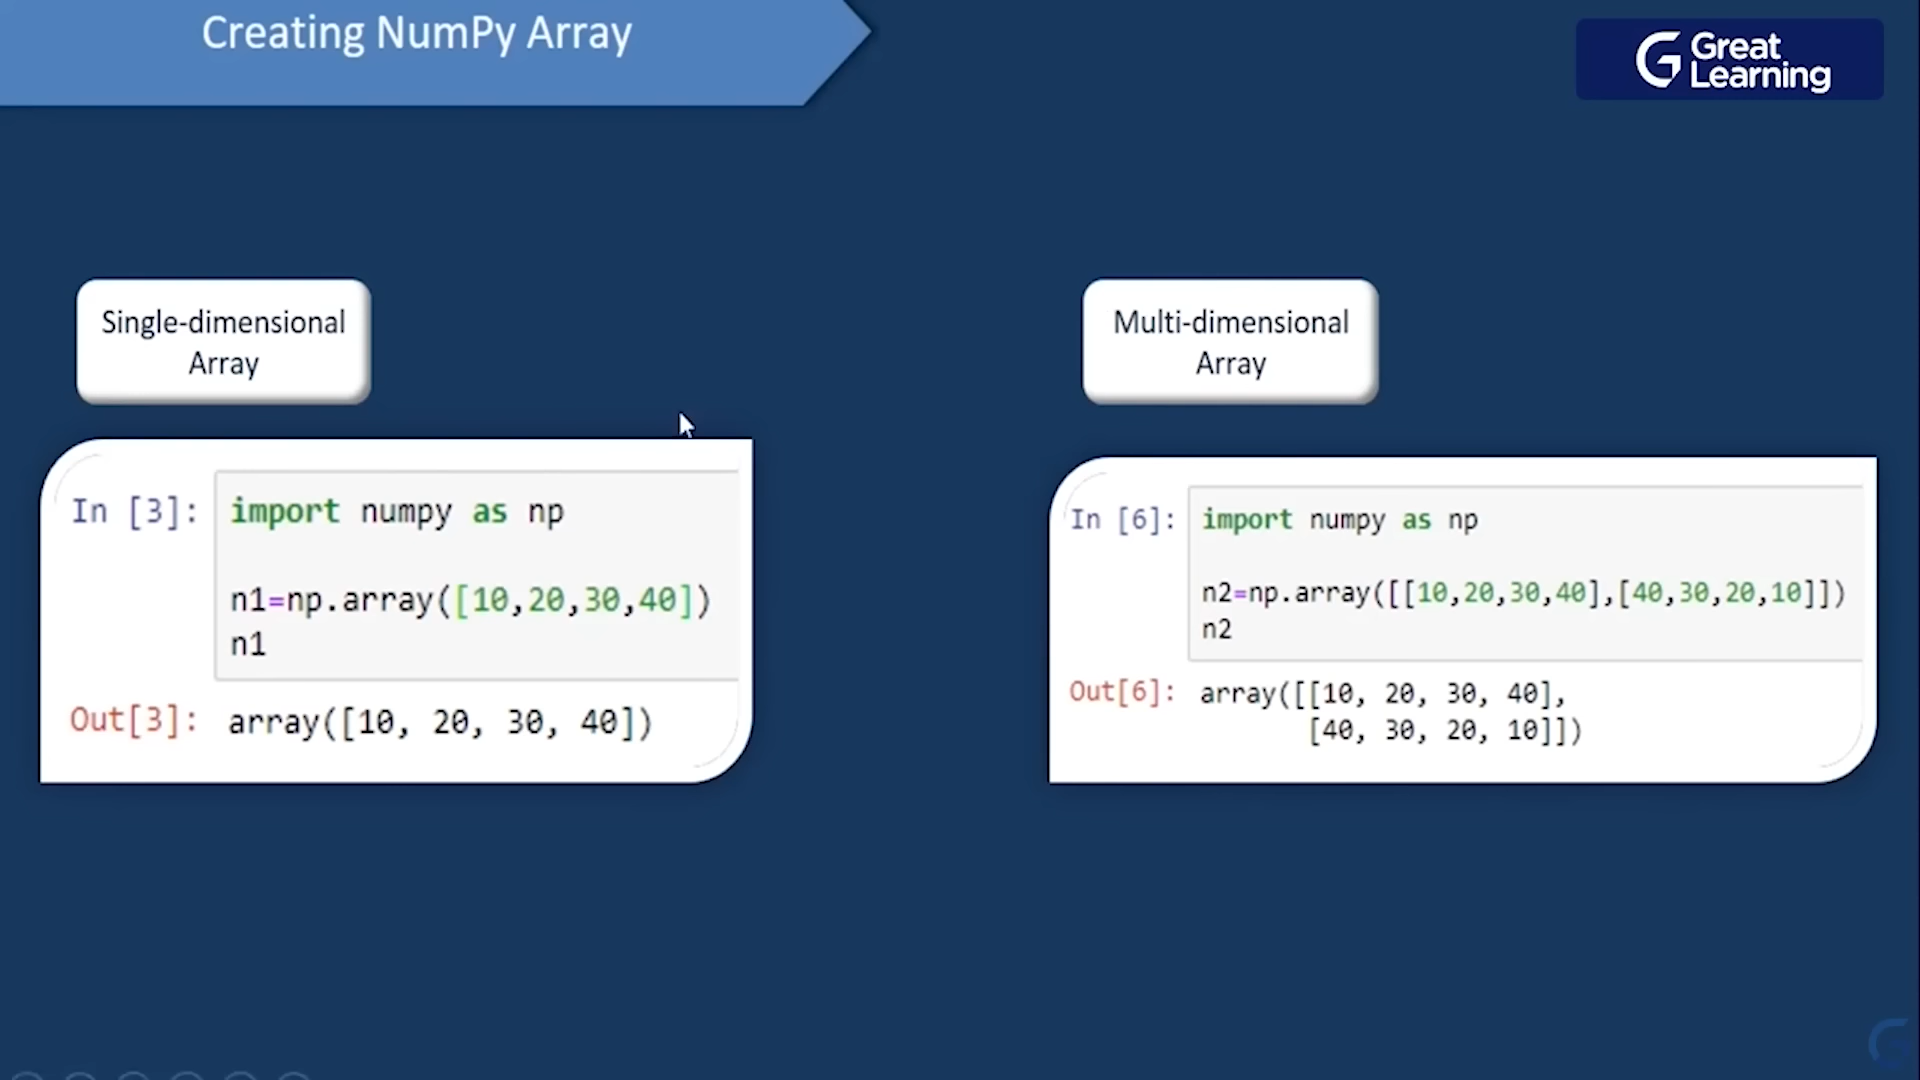 Creating NumPy Array
Great
Learning
Single-dimensional
Array
In [3]: import numpy as np
n1=np.array([10,20,30,40])
n1
Out[3]: array([10, 20, 30, 40])
Multi-dimensional
Array
In [6]: import numpy as np
n2=np.array([[10,20,30,40],[40,30,20,10]])
n2
Out[6]: array([[10, 20, 30, 40],
[40, 30, 20, 10]])